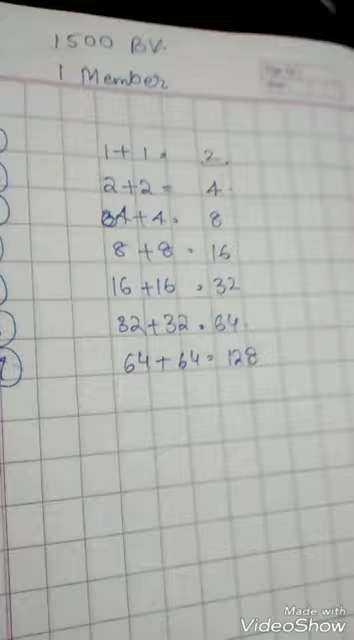 1500 BV.
1 Member
1+1= 2.
2+2= 4.
4+4= 8
8+8= 16
16+16=32
32+32=64.
64+64=128
Made with
VideoShow